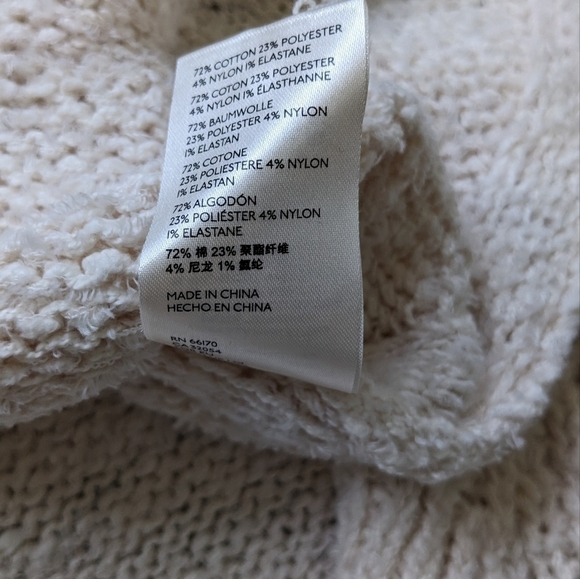 72% COTTON 23% POLYESTER
4% NYLON 1% ELASTANE
72% COTON 23% POLYESTER
4% NYLON 1% ÉLASTHANNE
72% BAUMWOLLE
23% POLYESTER 4% NYLON
1% ELASTAN
72% COTONE
23% POLIESTERE 4% NYLON
1% ELASTAN
72% ALGODÓN
23% POLIÉSTER 4% NYLON
1% ELASTANE
72% 棉 23% 聚酯纤维
4% 尼龙 1% 氨纶
MADE IN CHINA
HECHO EN CHINA
RN 66170
CA 32054